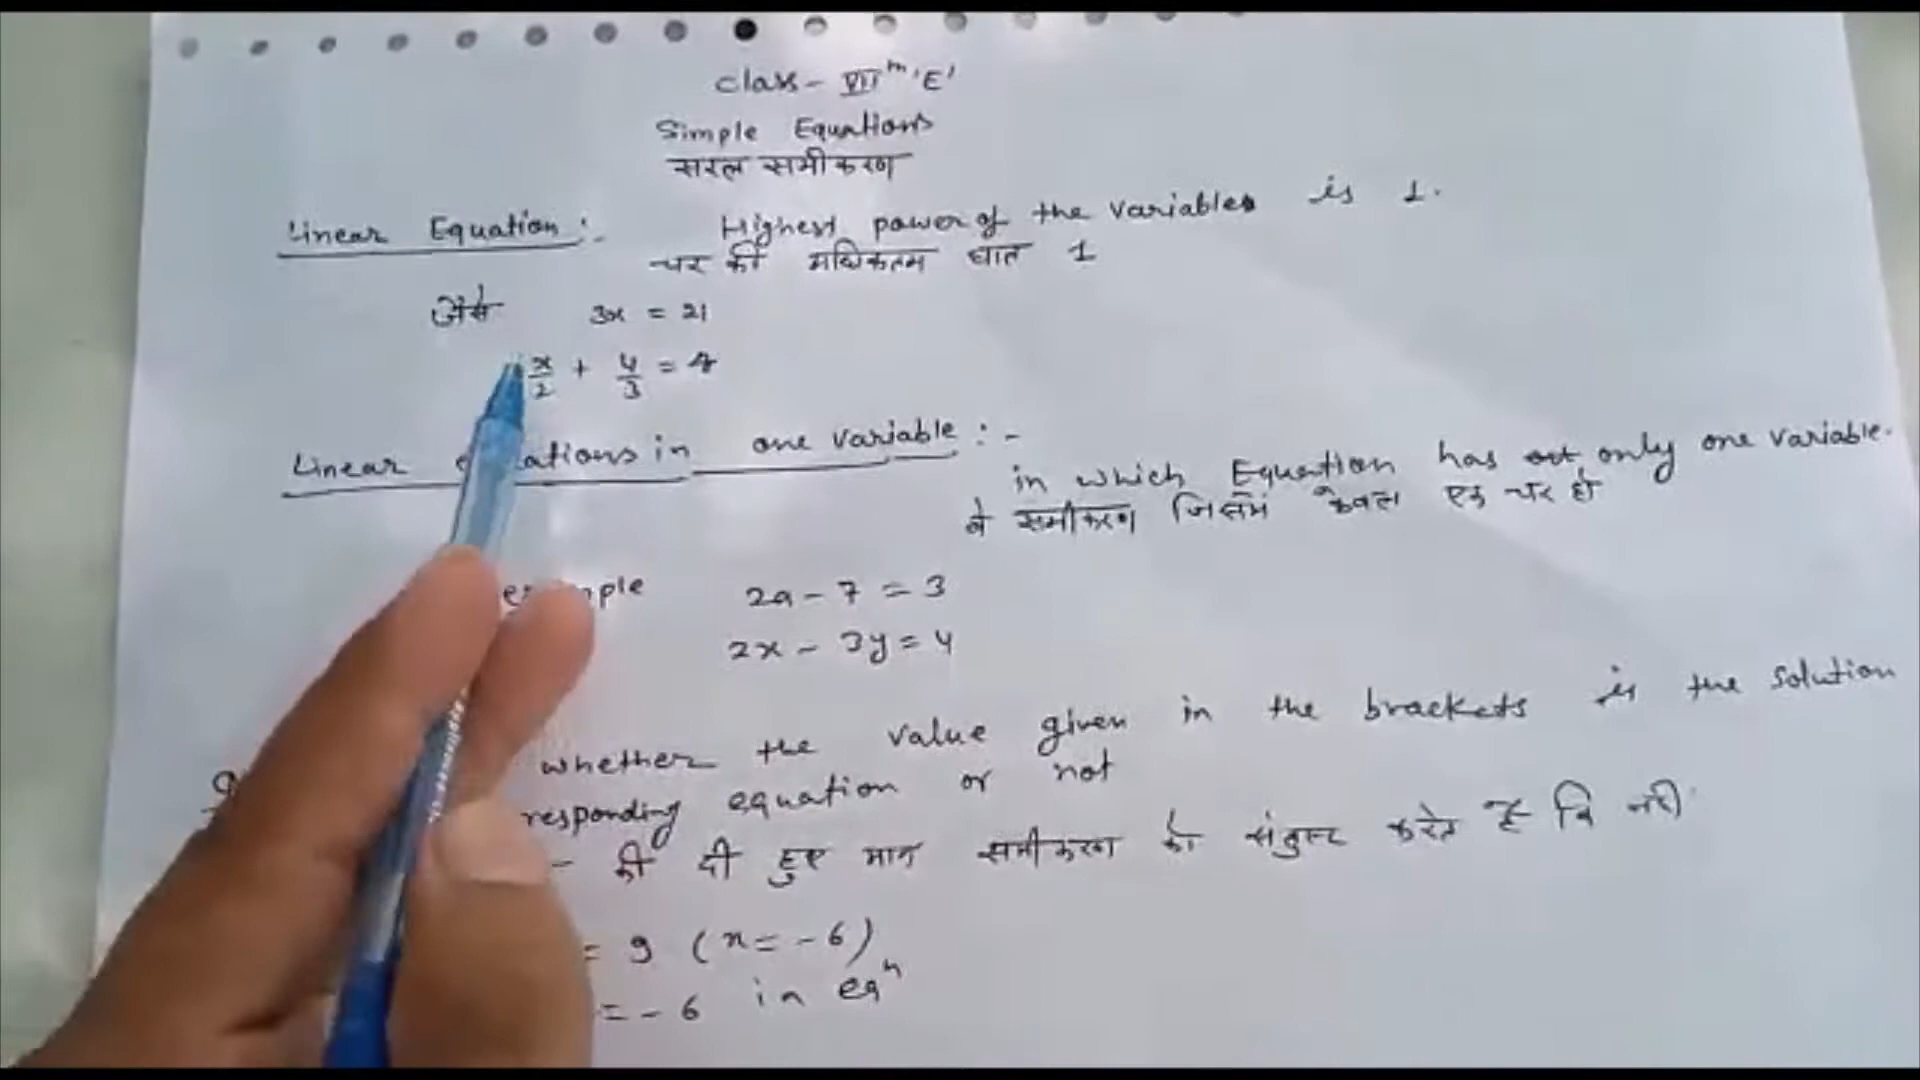 Class - VII th 'E'
Simple Equations
सरल समीकरण
Linear Equation :- Highest power of the variables is 1.
चर की अधिकतम घात 1
जैसे 3x = 21
x/2 + 4/3 = 4
Linear in one variable :-
in which Equation has only one variable.
वे समीकरण जिसमें केवल एक चर हो
2a - 7 = 3
2x - 3y = 4
whether the value given in the brackets is the solution
responding equation or not
की दी हुए मान समीकरण को संतुष्ट करते है कि नही
= 9 (n = -6)
= -6 in eqn